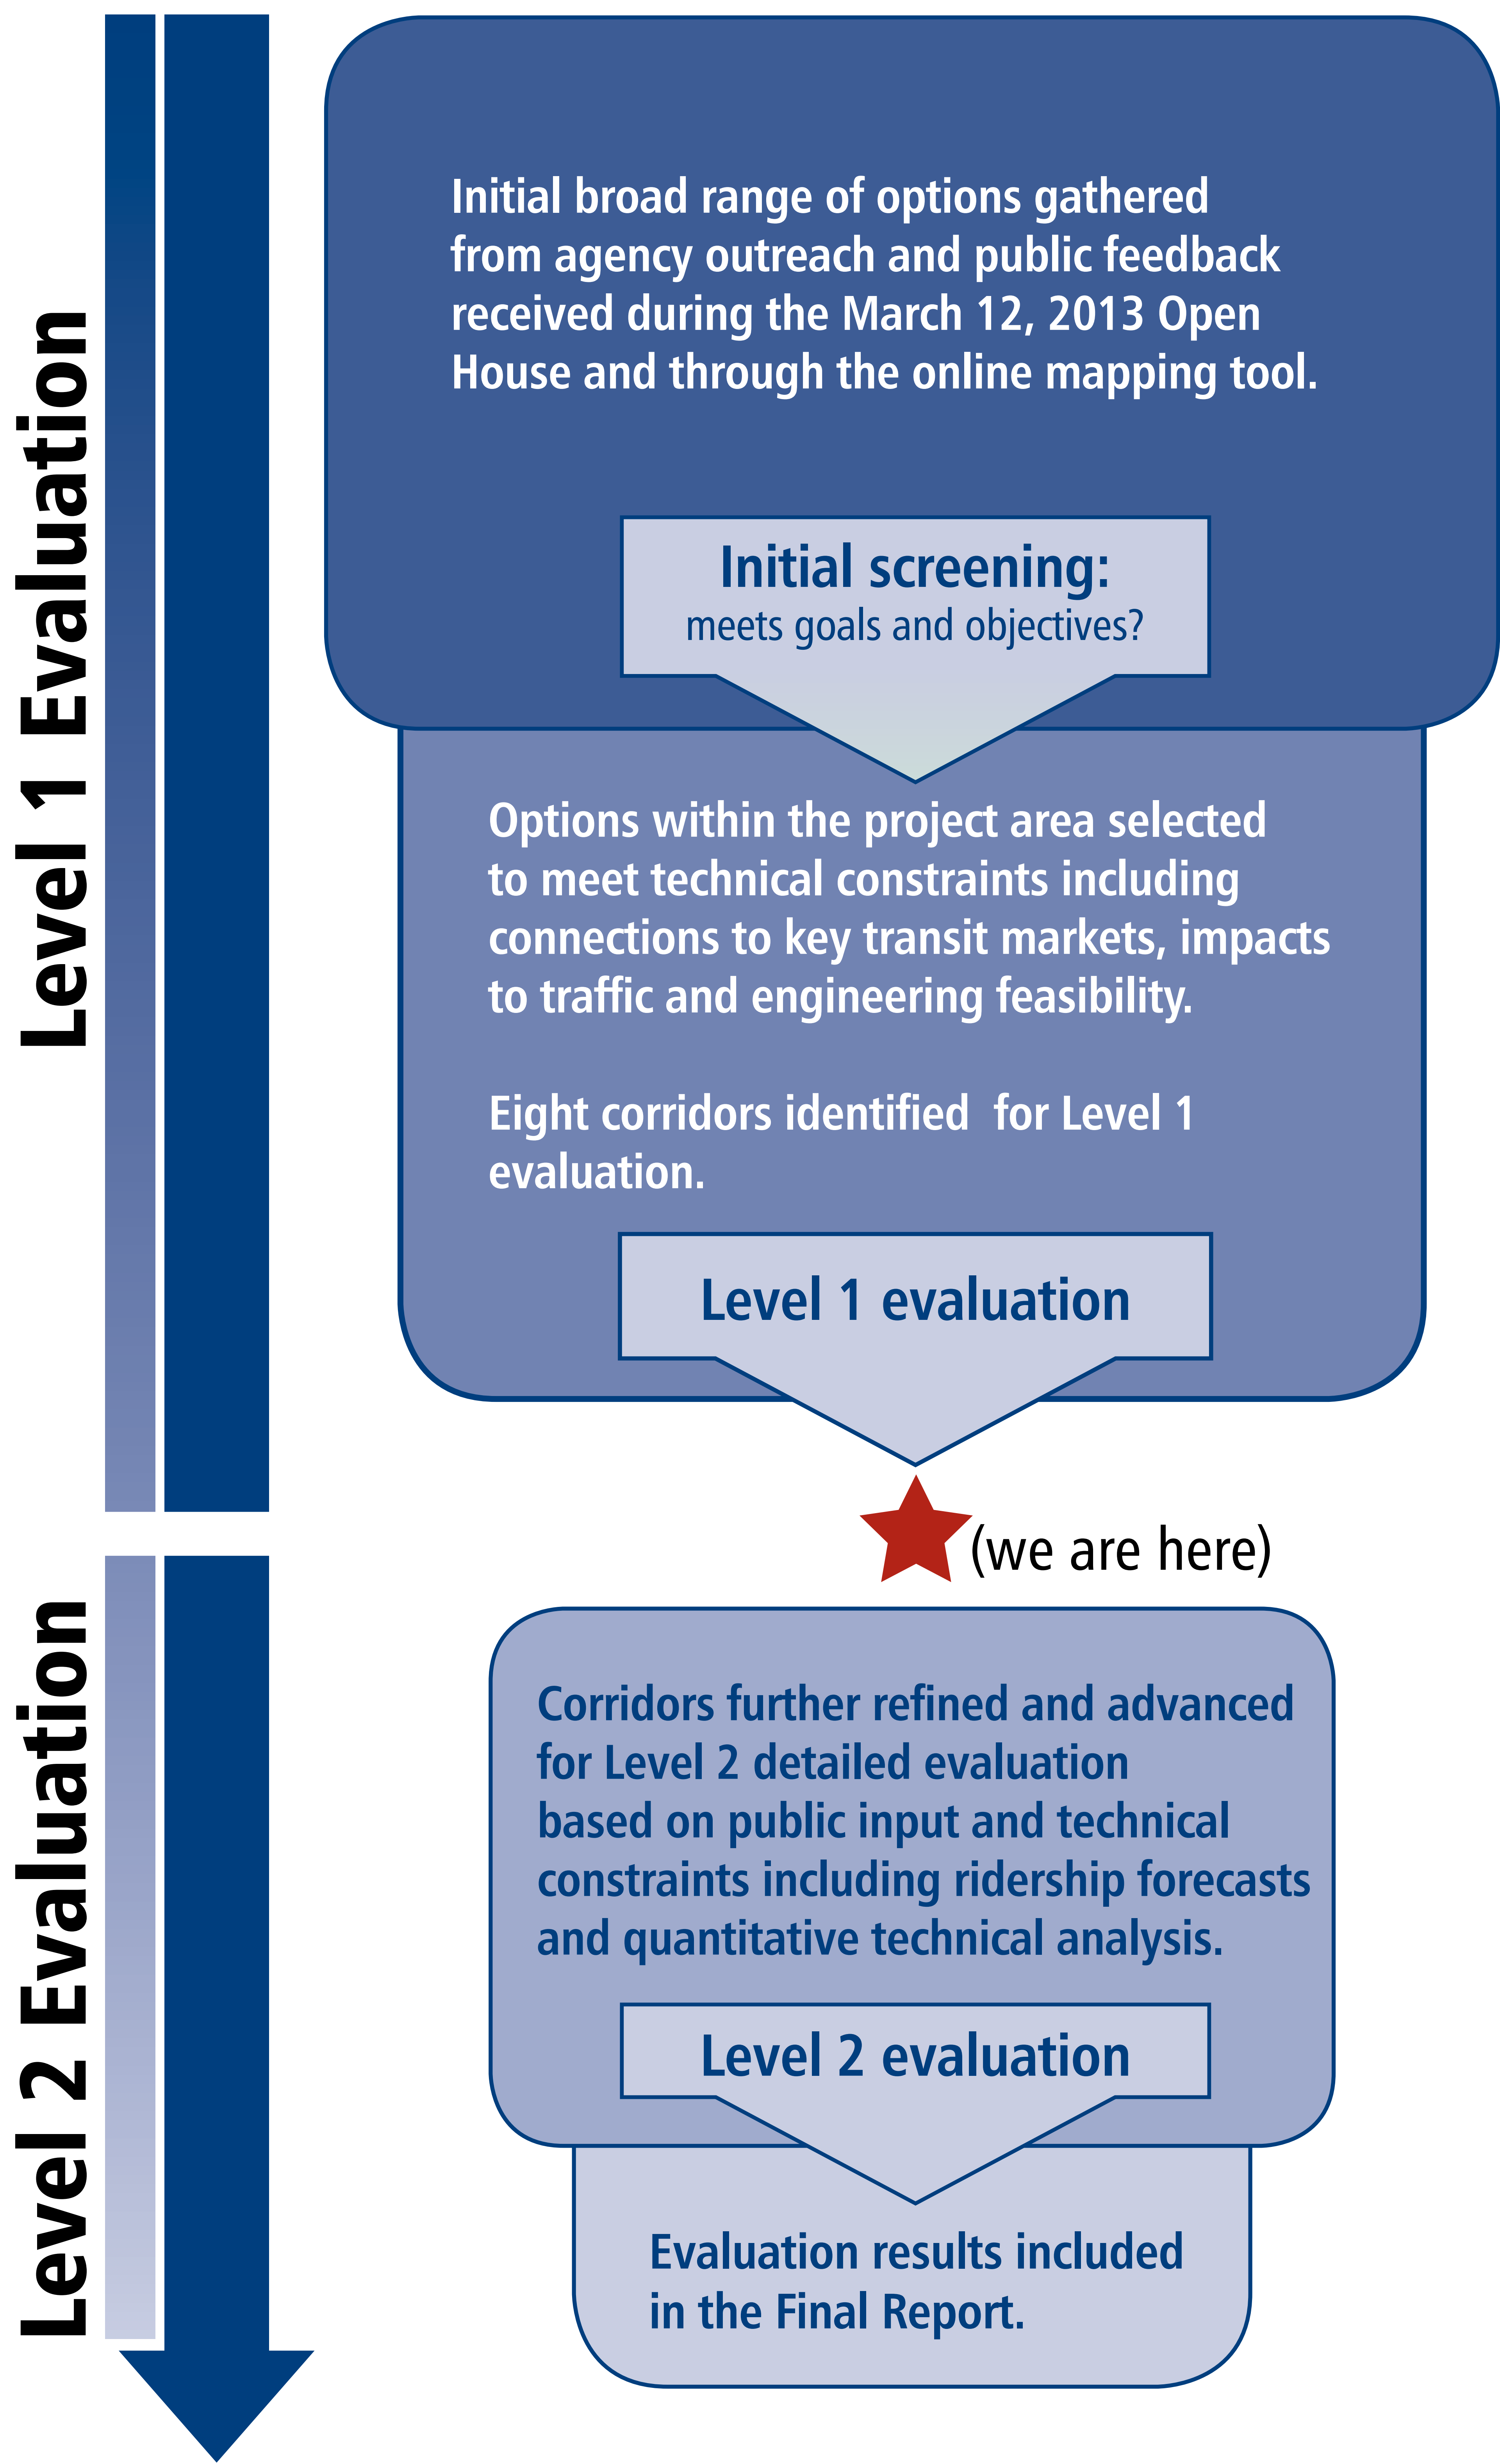 Level 1 Evaluation
Initial broad range of options gathered
from agency outreach and public feedback
received during the March 12, 2013 Open
House and through the online mapping tool.
Initial screening:
meets goals and objectives?
Options within the project area selected
to meet technical constraints including
connections to key transit markets, impacts
to traffic and engineering feasibility.
Eight corridors identified for Level 1
evaluation.
Level 1 evaluation
(we are here)
Level 2 Evaluation
Corridors further refined and advanced
for Level 2 detailed evaluation
based on public input and technical
constraints including ridership forecasts
and quantitative technical analysis.
Level 2 evaluation
Evaluation results included
in the Final Report.